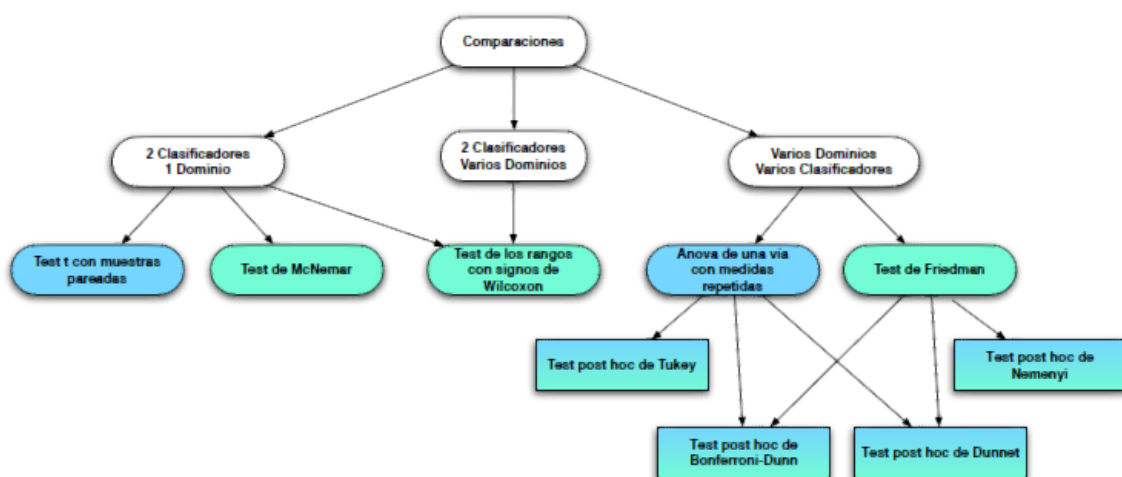 Comparaciones
2 Clasificadores
1 Dominio
2 Clasificadores
Varios Dominios
Varios Dominios
Varios Clasificadores
Test t con muestras
pareadas
Test de McNemar
Test de los rangos
con signos de
Wilcoxon
Anova de una vía
con medidas
repetidas
Test de Friedman
Test post hoc de Tukey
Test post hoc de
Nemenyi
Test post hoc de
Bonferroni-Dunn
Test post hoc de Dunnet